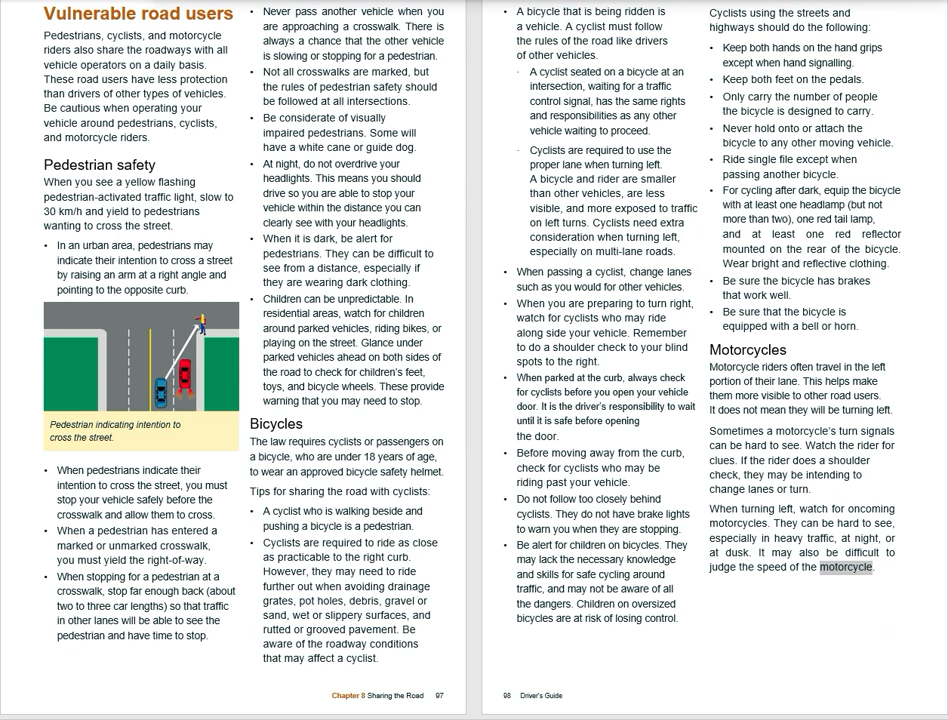 Vulnerable road users
Pedestrians, cyclists, and motorcycle
riders also share the roadways with all
vehicle operators on a daily basis.
These road users have less protection
than drivers of other types of vehicles.
Be cautious when operating your
vehicle around pedestrians, cyclists,
and motorcycle riders.
Pedestrian safety
When you see a yellow flashing
pedestrian-activated traffic light, slow to
30 km/h and yield to pedestrians
wanting to cross the street.
• In an urban area, pedestrians may
indicate their intention to cross a street
by raising an arm at a right angle and
pointing to the opposite curb.
Pedestrian indicating intention to
cross the street.
• When pedestrians indicate their
intention to cross the street, you must
stop your vehicle safely before the
crosswalk and allow them to cross.
• When a pedestrian has entered a
marked or unmarked crosswalk,
you must yield the right-of-way.
• When stopping for a pedestrian at a
crosswalk, stop far enough back (about
two to three car lengths) so that traffic
in other lanes will be able to see the
pedestrian and have time to stop.
• Never pass another vehicle when you
are approaching a crosswalk. There is
always a chance that the other vehicle
is slowing or stopping for a pedestrian.
• Not all crosswalks are marked, but
the rules of pedestrian safety should
be followed at all intersections.
• Be considerate of visually
impaired pedestrians. Some will
have a white cane or guide dog.
• At night, do not overdrive your
headlights. This means you should
drive so you are able to stop your
vehicle within the distance you can
clearly see with your headlights.
• When it is dark, be alert for
pedestrians. They can be difficult to
see from a distance, especially if
they are wearing dark clothing.
• Children can be unpredictable. In
residential areas, watch for children
around parked vehicles, riding bikes, or
playing on the street. Glance under
parked vehicles ahead on both sides of
the road to check for children's feet,
toys, and bicycle wheels. These provide
warning that you may need to stop.
Bicycles
The law requires cyclists or passengers on
a bicycle, who are under 18 years of age,
to wear an approved bicycle safety helmet.
Tips for sharing the road with cyclists:
• A cyclist who is walking beside and
pushing a bicycle is a pedestrian.
• Cyclists are required to ride as close
as practicable to the right curb.
However, they may need to ride
further out when avoiding drainage
grates, pot holes, debris, gravel or
sand, wet or slippery surfaces, and
rutted or grooved pavement. Be
aware of the roadway conditions
that may affect a cyclist.
Chapter 8 Sharing the Road 97
• A bicycle that is being ridden is
a vehicle. A cyclist must follow
the rules of the road like drivers
of other vehicles.
· A cyclist seated on a bicycle at an
intersection, waiting for a traffic
control signal, has the same rights
and responsibilities as any other
vehicle waiting to proceed.
· Cyclists are required to use the
proper lane when turning left.
A bicycle and rider are smaller
than other vehicles, are less
visible, and more exposed to traffic
on left turns. Cyclists need extra
consideration when turning left,
especially on multi-lane roads.
• When passing a cyclist, change lanes
such as you would for other vehicles.
• When you are preparing to turn right,
watch for cyclists who may ride
along side your vehicle. Remember
to do a shoulder check to your blind
spots to the right.
• When parked at the curb, always check
for cyclists before you open your vehicle
door. It is the driver's responsibility to wait
until it is safe before opening
the door.
• Before moving away from the curb,
check for cyclists who may be
riding past your vehicle.
• Do not follow too closely behind
cyclists. They do not have brake lights
to warn you when they are stopping.
• Be alert for children on bicycles. They
may lack the necessary knowledge
and skills for safe cycling around
traffic, and may not be aware of all
the dangers. Children on oversized
bicycles are at risk of losing control.
Cyclists using the streets and
highways should do the following:
• Keep both hands on the hand grips
except when hand signalling.
• Keep both feet on the pedals.
• Only carry the number of people
the bicycle is designed to carry.
• Never hold onto or attach the
bicycle to any other moving vehicle.
• Ride single file except when
passing another bicycle.
• For cycling after dark, equip the bicycle
with at least one headlamp (but not
more than two), one red tail lamp,
and at least one red reflector
mounted on the rear of the bicycle.
Wear bright and reflective clothing.
• Be sure the bicycle has brakes
that work well.
• Be sure that the bicycle is
equipped with a bell or horn.
Motorcycles
Motorcycle riders often travel in the left
portion of their lane. This helps make
them more visible to other road users.
It does not mean they will be turning left.
Sometimes a motorcycle's turn signals
can be hard to see. Watch the rider for
clues. If the rider does a shoulder
check, they may be intending to
change lanes or turn.
When turning left, watch for oncoming
motorcycles. They can be hard to see,
especially in heavy traffic, at night, or
at dusk. It may also be difficult to
judge the speed of the motorcycle.
98 Driver's Guide